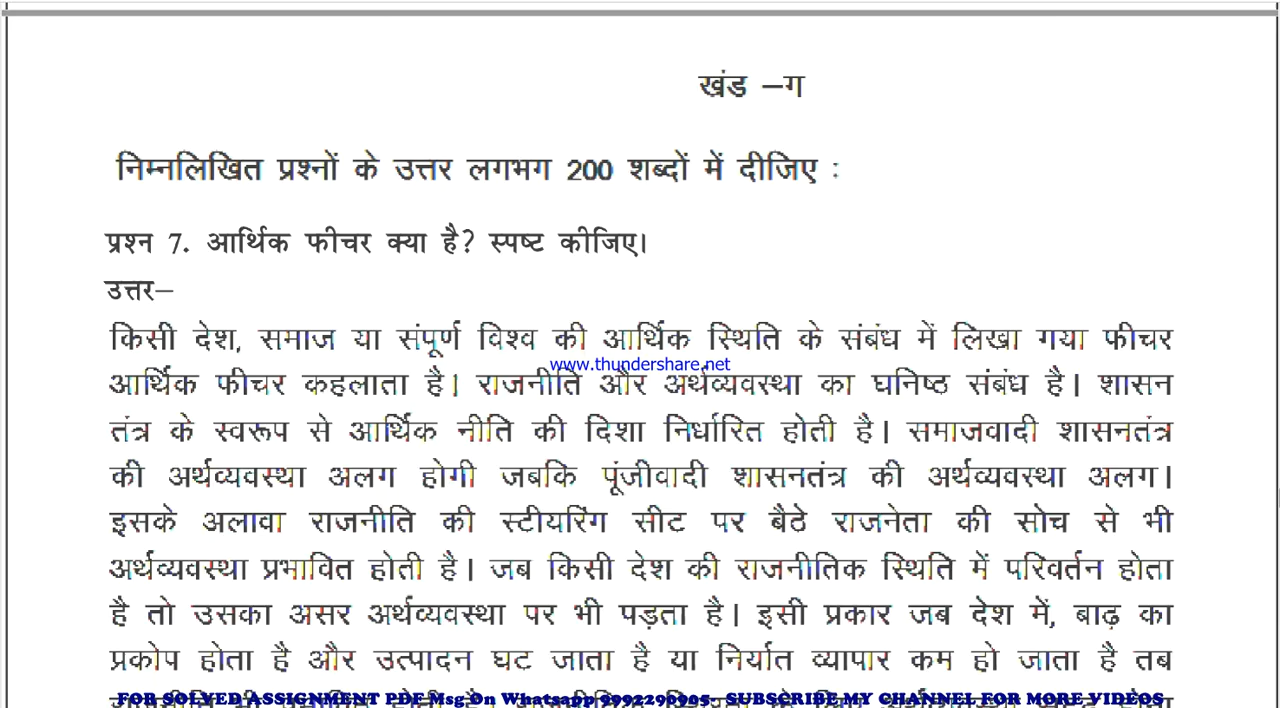 खंड –ग
निम्नलिखित प्रश्नों के उत्तर लगभग 200 शब्दों में दीजिए :
प्रश्न 7. आर्थिक फीचर क्या है? स्पष्ट कीजिए।
उत्तर–
किसी देश, समाज या संपूर्ण विश्व की आर्थिक स्थिति के संबंध में लिखा गया फीचर
www.thundershare.net
आर्थिक फीचर कहलाता है। राजनीति और अर्थव्यवस्था का घनिष्ठ संबंध है। शासन
तंत्र के स्वरूप से आर्थिक नीति की दिशा निर्धारित होती है। समाजवादी शासनतंत्र
की अर्थव्यवस्था अलग होगी जबकि पूंजीवादी शासनतंत्र की अर्थव्यवस्था अलग।
इसके अलावा राजनीति की स्टीयरिंग सीट पर बैठे राजनेता की सोच से भी
अर्थव्यवस्था प्रभावित होती है। जब किसी देश की राजनीतिक स्थिति में परिवर्तन होता
है तो उसका असर अर्थव्यवस्था पर भी पड़ता है। इसी प्रकार जब देश में, बाढ़ का
प्रकोप होता है और उत्पादन घट जाता है या निर्यात व्यापार कम हो जाता है तब
FOR SOLVED ASSIGNMENT PDF Msg On Whatsapp 9992290905- SUBSCRIBE MY CHANNEL FOR MORE VIDEOS